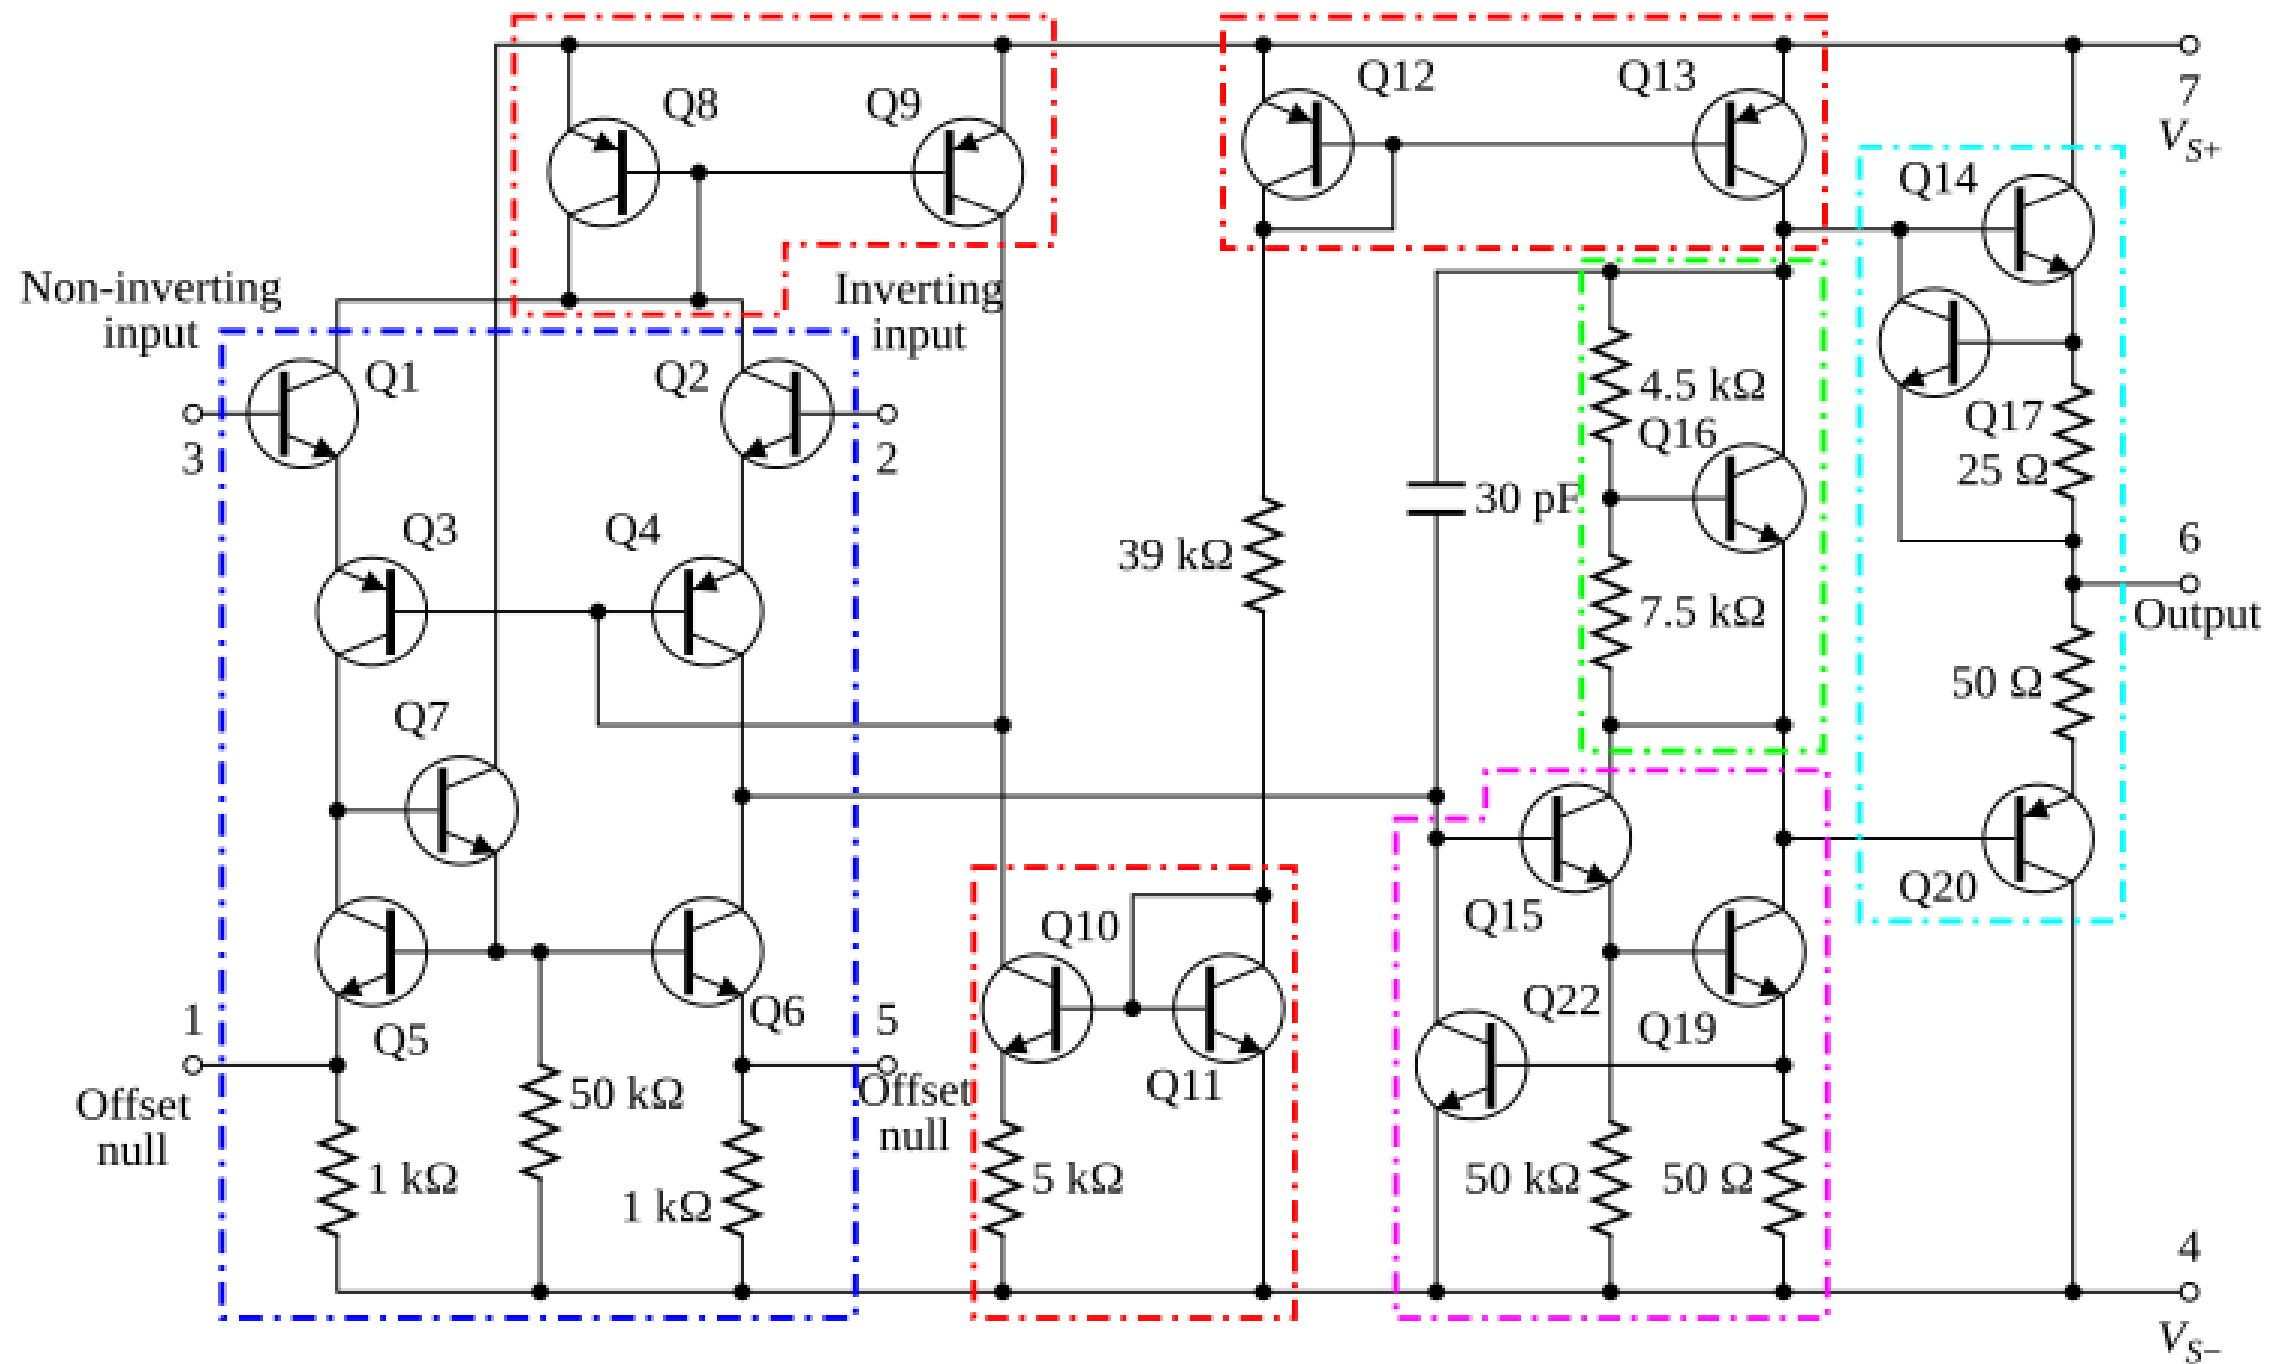 Q12
Q13
Q8
Q9
7
V_S+
Q14
Non-inverting
input
Inverting
input
Q1
Q2
4.5 kΩ
Q16
Q17
25 Ω
3
2
30 pF
Q3
Q4
39 kΩ
6
Output
7.5 kΩ
50 Ω
Q7
Q20
Q10
Q15
Q22
Q19
1
Offset
null
Q5
Q6
5
Offset
null
Q11
50 kΩ
1 kΩ
1 kΩ
5 kΩ
50 kΩ
50 Ω
4
V_S−